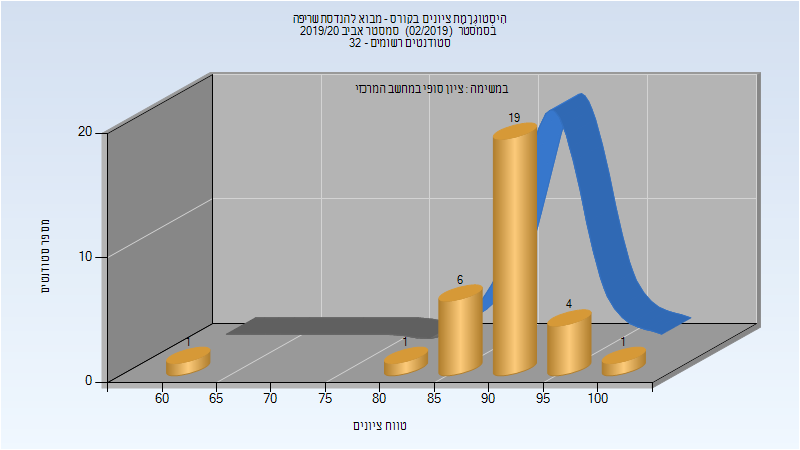 הִיסְטוֹגְרָמַת ציונים בקורס - מבוא להנדסת שריפה
בסמסטר (02/2019) סמסטר אביב 2019/20
סטודנטים רשומים - 32
במשימה : ציון סופי במחשב המרכזי
20
10
0
מספר סטודנטים
1
1
6
19
4
1
60 65 70 75 80 85 90 95 100
טווח ציונים